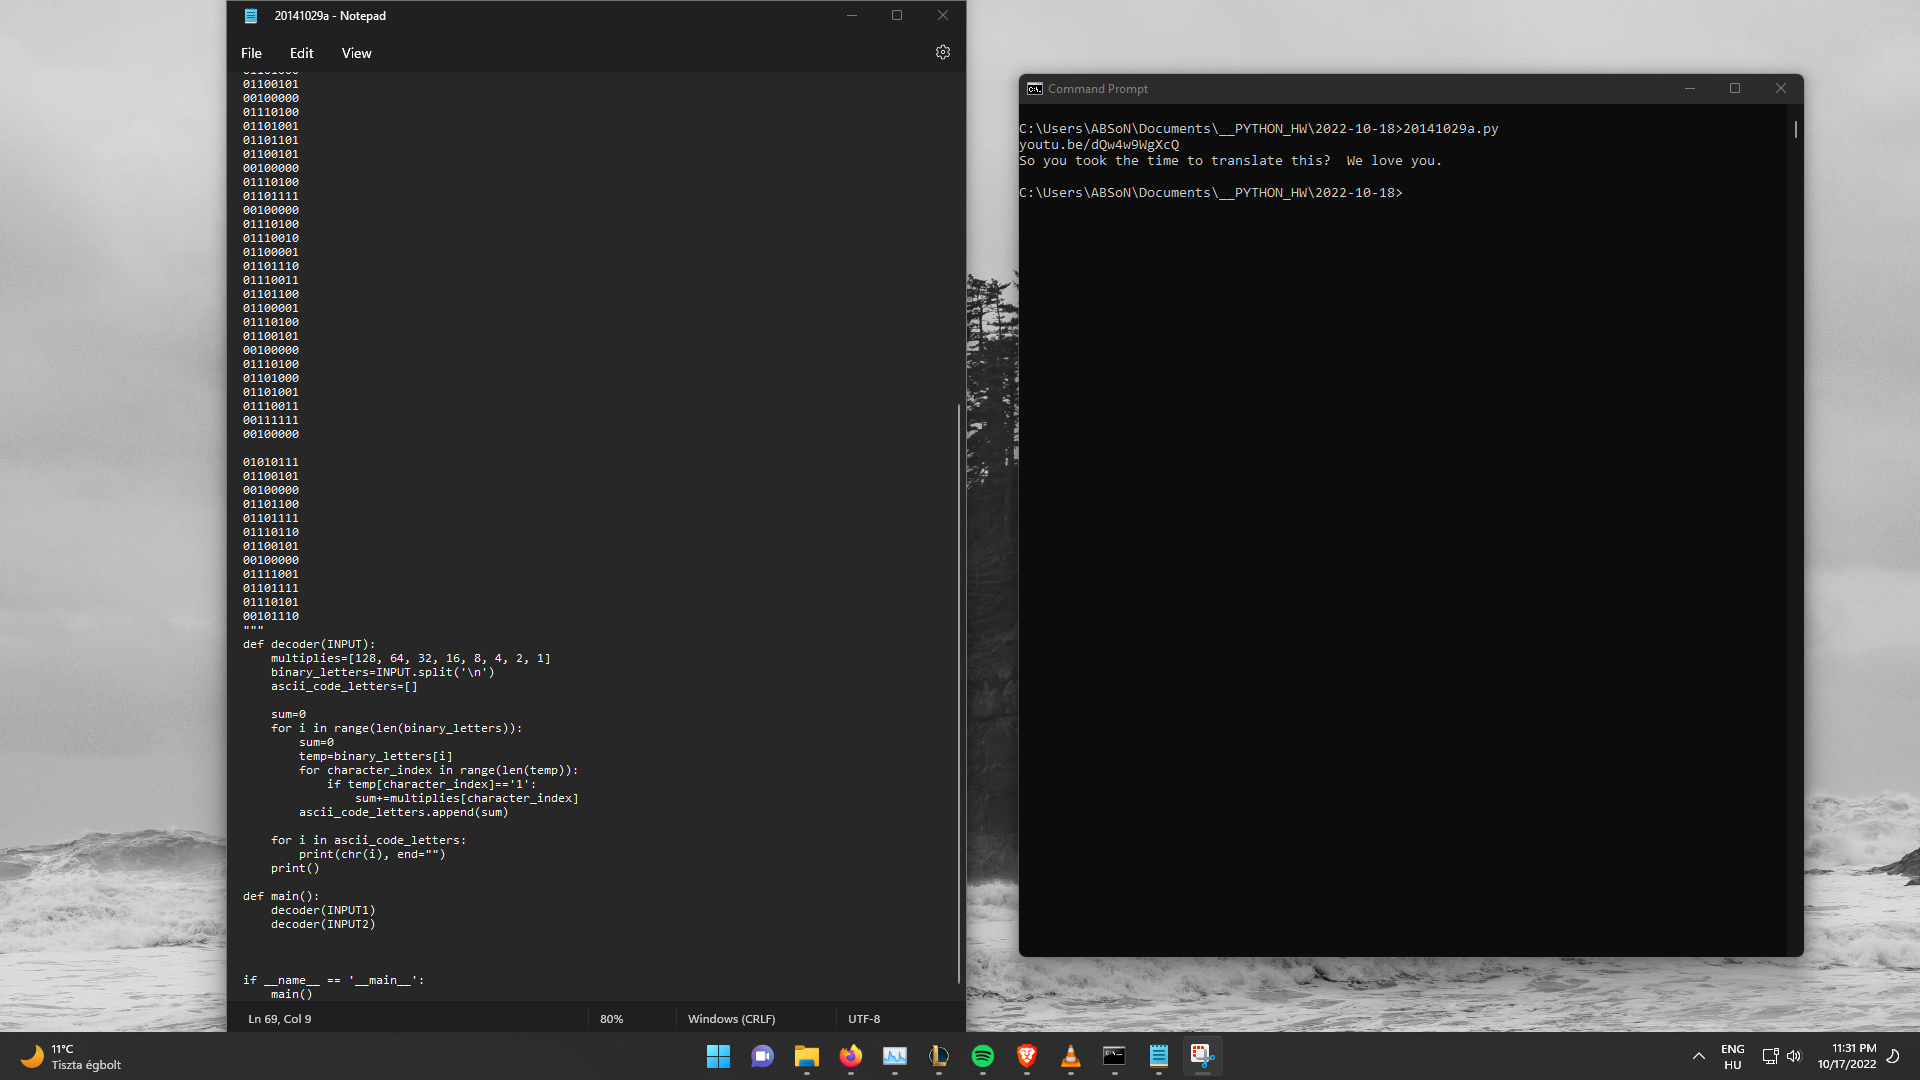 20141029a - Notepad
File Edit View
01101000
01100101
00100000
01110100
01101001
01101101
01100101
00100000
01110100
01101111
00100000
01110100
01110010
01100001
01101110
01110011
01101100
01100001
01110100
01100101
00100000
01110100
01101000
01101001
01110011
00111111
00100000
01010111
01100101
00100000
01101100
01101111
01110110
01100101
00100000
01111001
01101111
01110101
00101110
"""
def decoder(INPUT):
    multiplies=[128, 64, 32, 16, 8, 4, 2, 1]
    binary_letters=INPUT.split('\n')
    ascii_code_letters=[]
    sum=0
    for i in range(len(binary_letters)):
        sum=0
        temp=binary_letters[i]
        for character_index in range(len(temp)):
            if temp[character_index]=='1':
                sum+=multiplies[character_index]
        ascii_code_letters.append(sum)
    for i in ascii_code_letters:
        print(chr(i), end="")
    print()
def main():
    decoder(INPUT1)
    decoder(INPUT2)
if __name__ == '__main__':
    main()
Ln 69, Col 9 80% Windows (CRLF) UTF-8
Command Prompt
C:\Users\ABSoN\Documents\__PYTHON_HW\2022-10-18>20141029a.py
youtu.be/dQw4w9WgXcQ
So you took the time to translate this?  We love you.
C:\Users\ABSoN\Documents\__PYTHON_HW\2022-10-18>
11°C
Tiszta égbolt
ENG
HU
11:31 PM
10/17/2022